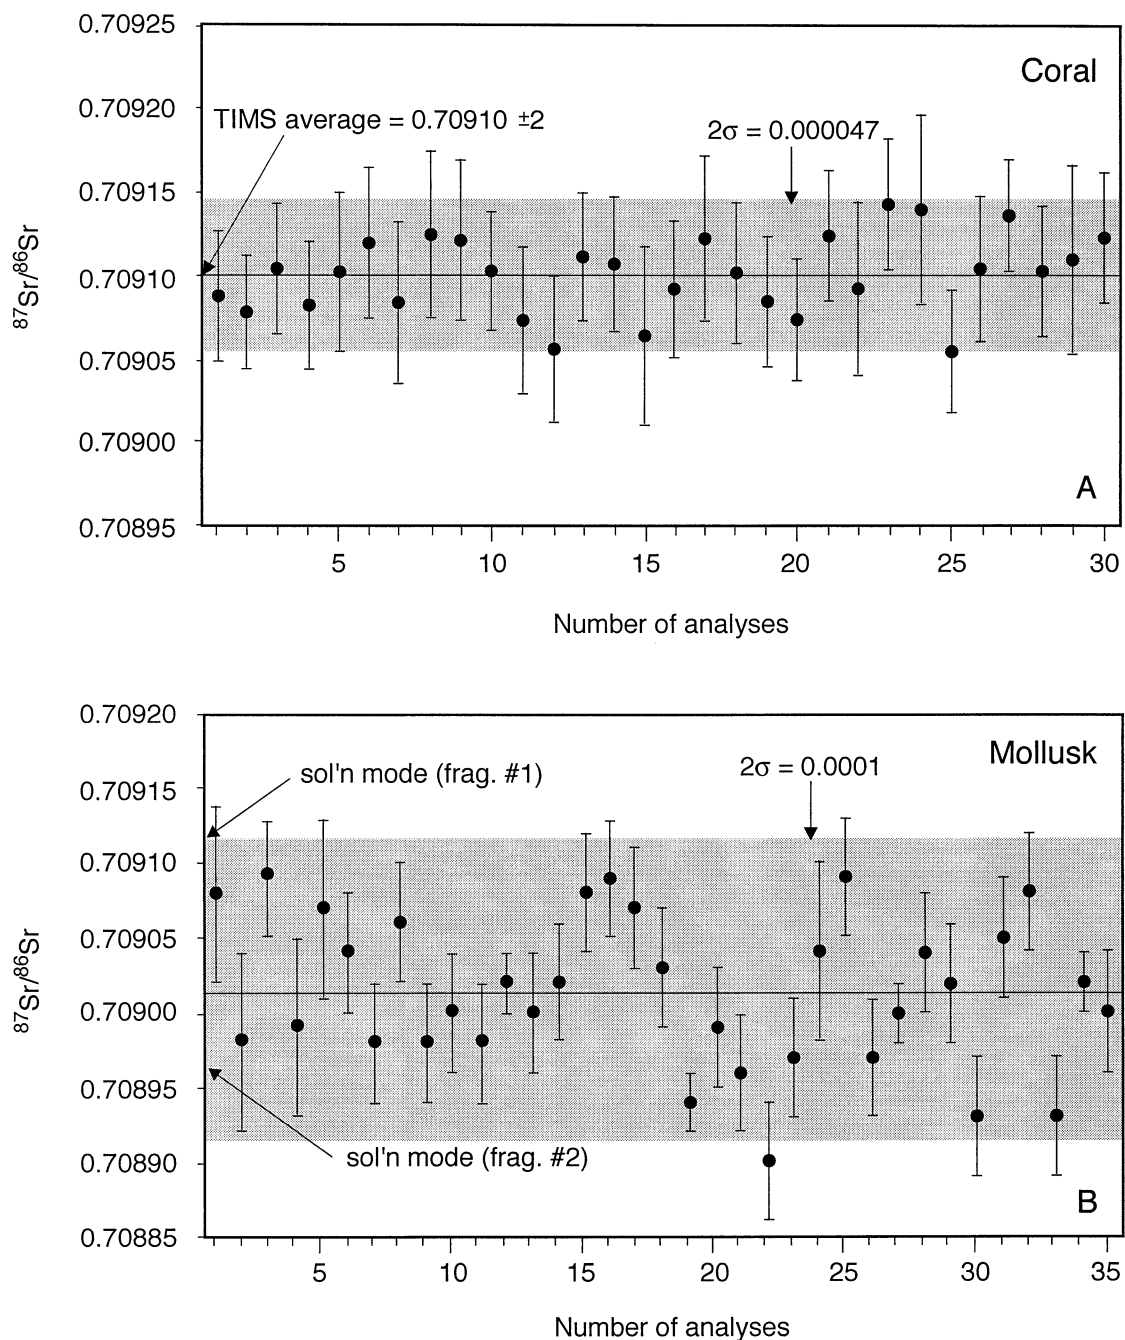 0.70925
Coral
0.70920
TIMS average = 0.70910 ±2
2σ = 0.000047
0.70915
0.70910
0.70905
0.70900
0.70895
⁸⁷Sr/⁸⁶Sr
A
5 10 15 20 25 30
Number of analyses
0.70920
Mollusk
sol'n mode (frag. #1)
2σ = 0.0001
0.70915
0.70910
0.70905
0.70900
0.70895
0.70890
0.70885
⁸⁷Sr/⁸⁶Sr
sol'n mode (frag. #2)
B
5 10 15 20 25 30 35
Number of analyses